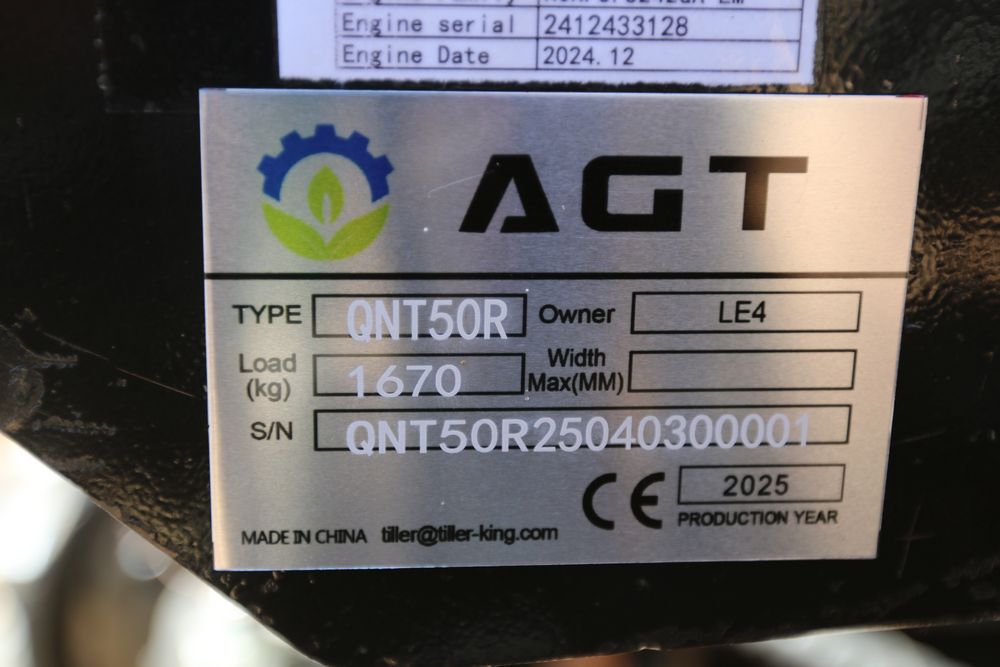 Engine serial 2412433128
Engine Date 2024.12
AGT
TYPE QNT50R Owner LE4
Load (kg) 1670 Width Max(MM)
S/N QNT50R25040300001
CE 2025
PRODUCTION YEAR
MADE IN CHINA tiller@tiller-king.com